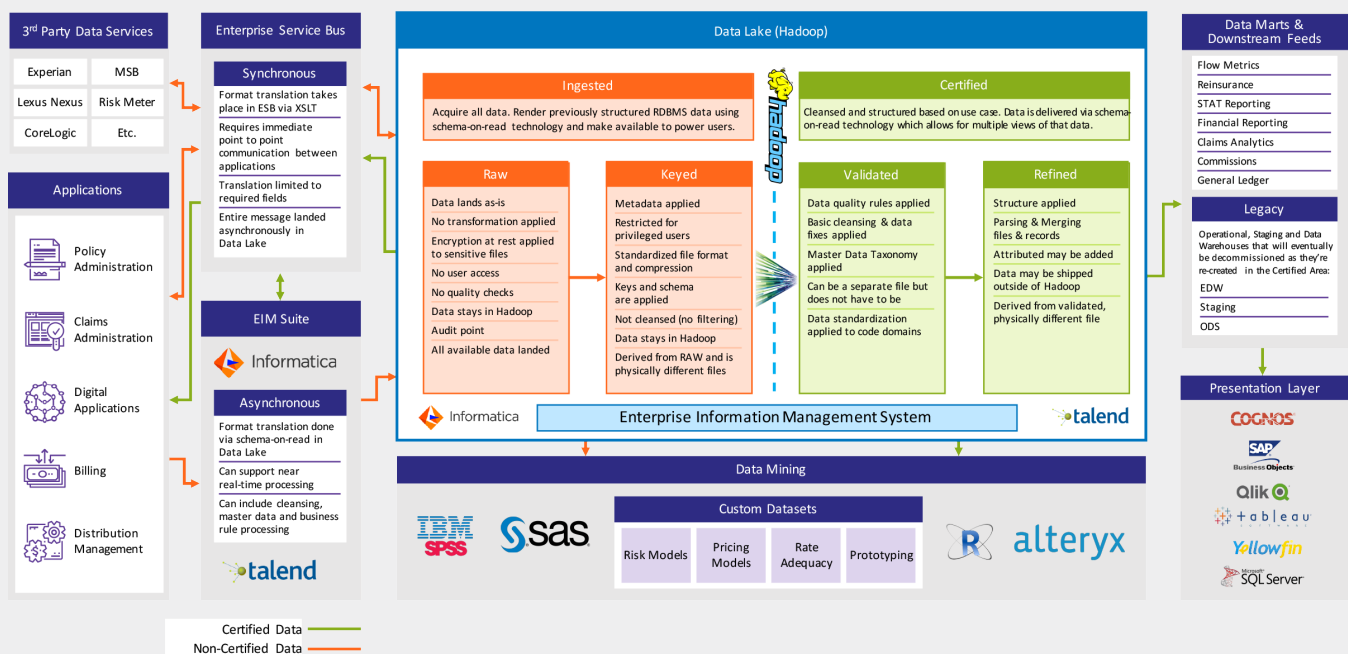 3rd Party Data Services
Experian
MSB
Lexus Nexus
Risk Meter
CoreLogic
Etc.
Applications
Policy
Administration
Claims
Administration
Digital
Applications
Billing
Distribution
Management
Enterprise Service Bus
Synchronous
Format translation takes
place in ESB via XSLT
Requires immediate
point to point
communication between
applications
Translation limited to
required fields
Entire message landed
asynchronously in
Data Lake
EIM Suite
Informatica
Asynchronous
Format translation done
via schema-on-read in
Data Lake
Can support near
real-time processing
Can include cleansing,
master data and business
rule processing
talend
Data Lake (Hadoop)
Ingested
Acquire all data. Render previously structured RDBMS data using
schema-on-read technology and make available to power users.
Raw
Data lands as-is
No transformation applied
Encryption at rest applied
to sensitive files
No user access
No quality checks
Data stays in Hadoop
Audit point
All available data landed
Keyed
Metadata applied
Restricted for
privileged users
Standardized file format
and compression
Keys and schema
are applied
Not cleansed (no filtering)
Data stays in Hadoop
Derived from RAW and is
physically different files
hadoop
Certified
Cleansed and structured based on use case. Data is delivered via schema-
on-read technology which allows for multiple views of that data.
Validated
Data quality rules applied
Basic cleansing & data
fixes applied
Master Data Taxonomy
applied
Can be a separate file but
does not have to be
Data standardization
applied to code domains
Refined
Structure applied
Parsing & Merging
files & records
Attributed may be added
Data may be shipped
outside of Hadoop
Derived from validated,
physically different file
Informatica
Enterprise Information Management System
talend
Data Mining
IBM
SPSS
sas
Custom Datasets
Risk Models
Pricing
Models
Rate
Adequacy
Prototyping
R
alteryx
Data Marts &
Downstream Feeds
Flow Metrics
Reinsurance
STAT Reporting
Financial Reporting
Claims Analytics
Commissions
General Ledger
Legacy
Operational, Staging and Data
Warehouses that will eventually
be decommissioned as they're
re-created in the Certified Area:
EDW
Staging
ODS
Presentation Layer
COGNOS
SAP
Business Objects
Qlik
+ a b l e a u
S O F T W A R E
Yellowfin
Microsoft
SQL Server
Certified Data
Non-Certified Data